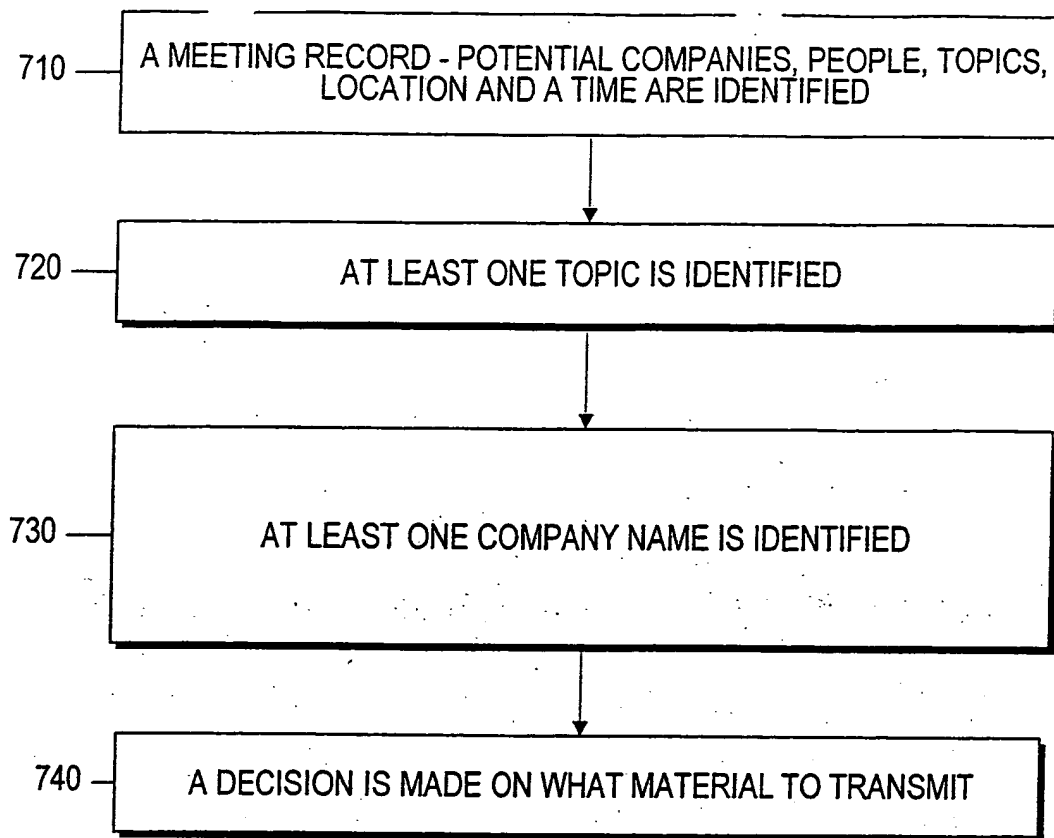 710
A MEETING RECORD - POTENTIAL COMPANIES, PEOPLE, TOPICS,
LOCATION AND A TIME ARE IDENTIFIED
720
AT LEAST ONE TOPIC IS IDENTIFIED
730
AT LEAST ONE COMPANY NAME IS IDENTIFIED
740
A DECISION IS MADE ON WHAT MATERIAL TO TRANSMIT